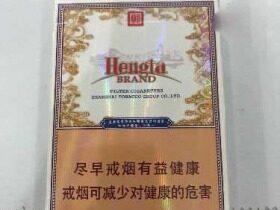 Hengta
BRAND
FILTER CIGARETTES
SHANGHAI TOBACCO GROUP CO., LTD.
尽早戒烟有益健康
戒烟可减少对健康的危害